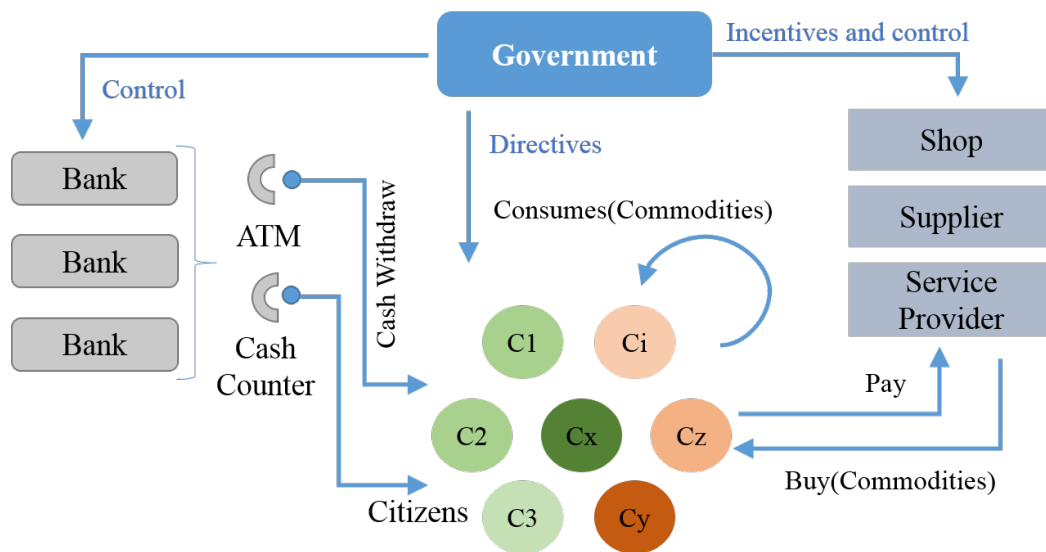 Government
Incentives and control
Control
Directives
Bank
Bank
Bank
ATM
Cash
Counter
Cash Withdraw
Consumes(Commodities)
Shop
Supplier
Service
Provider
C1
Ci
C2
Cx
Cz
C3
Cy
Citizens
Pay
Buy(Commodities)